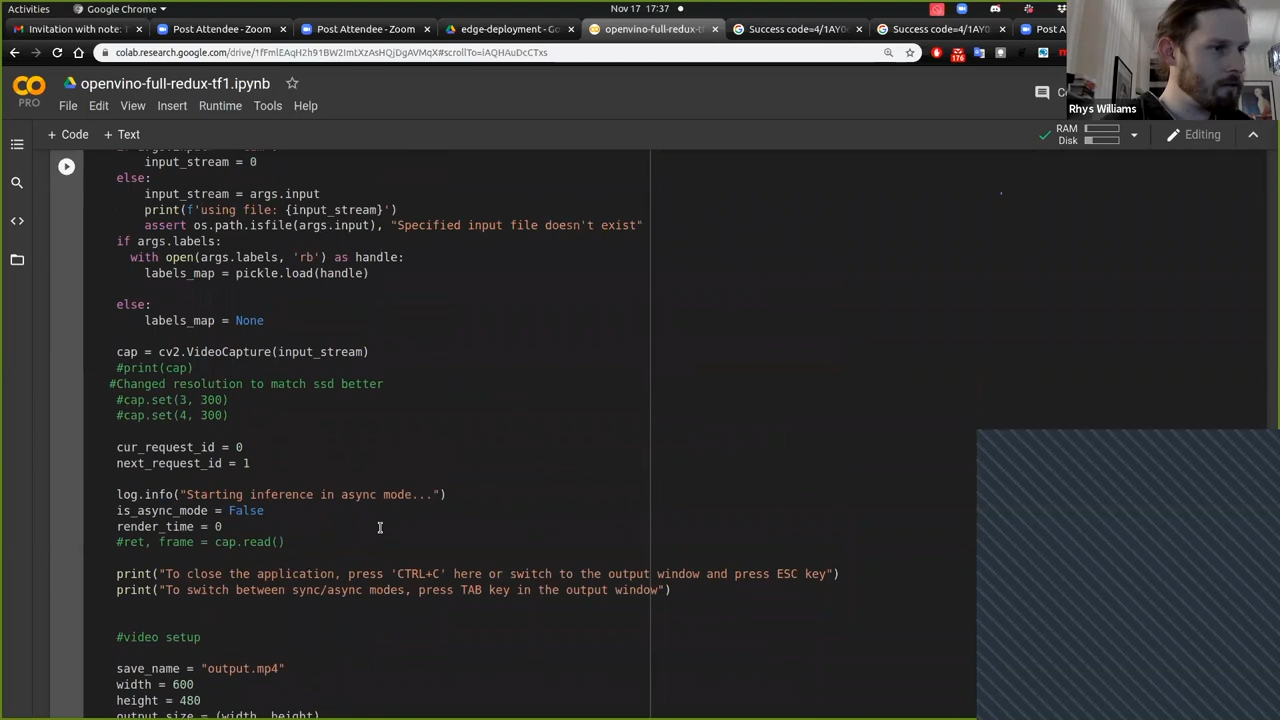 Activities
Google Chrome
Nov 17 17:37
Invitation with note:
Post Attendee - Zoom
Post Attendee - Zoom
edge-deployment - Go
openvino-full-redux-t
Success code=4/1AY0
Success code=4/1AY0
Post A
colab.research.google.com/drive/1fFmlEAqH2h91BW2ImtXzAsHQjDgAVMqX#scrollTo=iAQHAuDcCTxs
176
PRO
openvino-full-redux-tf1.ipynb
File Edit View Insert Runtime Tools Help
Rhys Williams
+ Code + Text
RAM
Disk
Editing
input_stream = 0
else:
input_stream = args.input
print(f'using file: {input_stream}')
assert os.path.isfile(args.input), "Specified input file doesn't exist"
if args.labels:
with open(args.labels, 'rb') as handle:
labels_map = pickle.load(handle)
else:
labels_map = None
cap = cv2.VideoCapture(input_stream)
#print(cap)
#Changed resolution to match ssd better
#cap.set(3, 300)
#cap.set(4, 300)
cur_request_id = 0
next_request_id = 1
log.info("Starting inference in async mode...")
is_async_mode = False
render_time = 0
#ret, frame = cap.read()
print("To close the application, press 'CTRL+C' here or switch to the output window and press ESC key")
print("To switch between sync/async modes, press TAB key in the output window")
#video setup
save_name = "output.mp4"
width = 600
height = 480
output_size = (width, height)